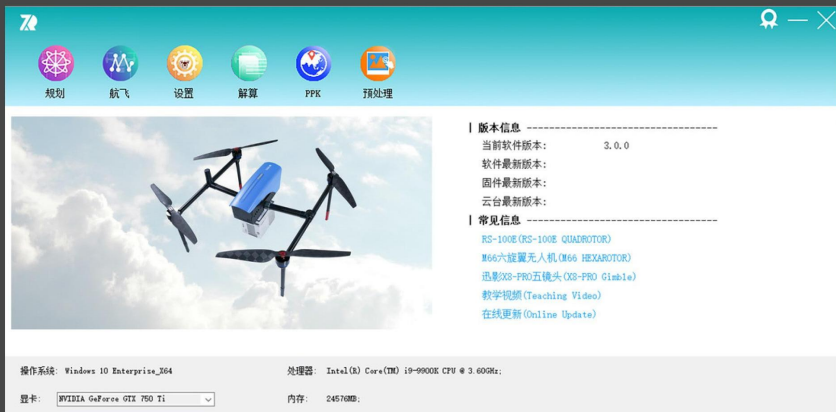 规划 航飞 设置 解算 PPK 预处理
版本信息
当前软件版本: 3.0.0
软件最新版本:
固件最新版本:
云台最新版本:
常见信息
RS-100E(RS-100E QUADROTOR)
M66六旋翼无人机(M66 HEXAROTOR)
迅影XS-PRO五镜头(XS-PRO Gimble)
教学视频(Teaching Video)
在线更新(Online Update)
操作系统: Windows 10 Enterprise_X64 处理器: Intel(R) Core(TM) i9-9900K CPU @ 3.60GHz;
显卡: NVIDIA GeForce GTX 750 Ti 内存: 24576MB;